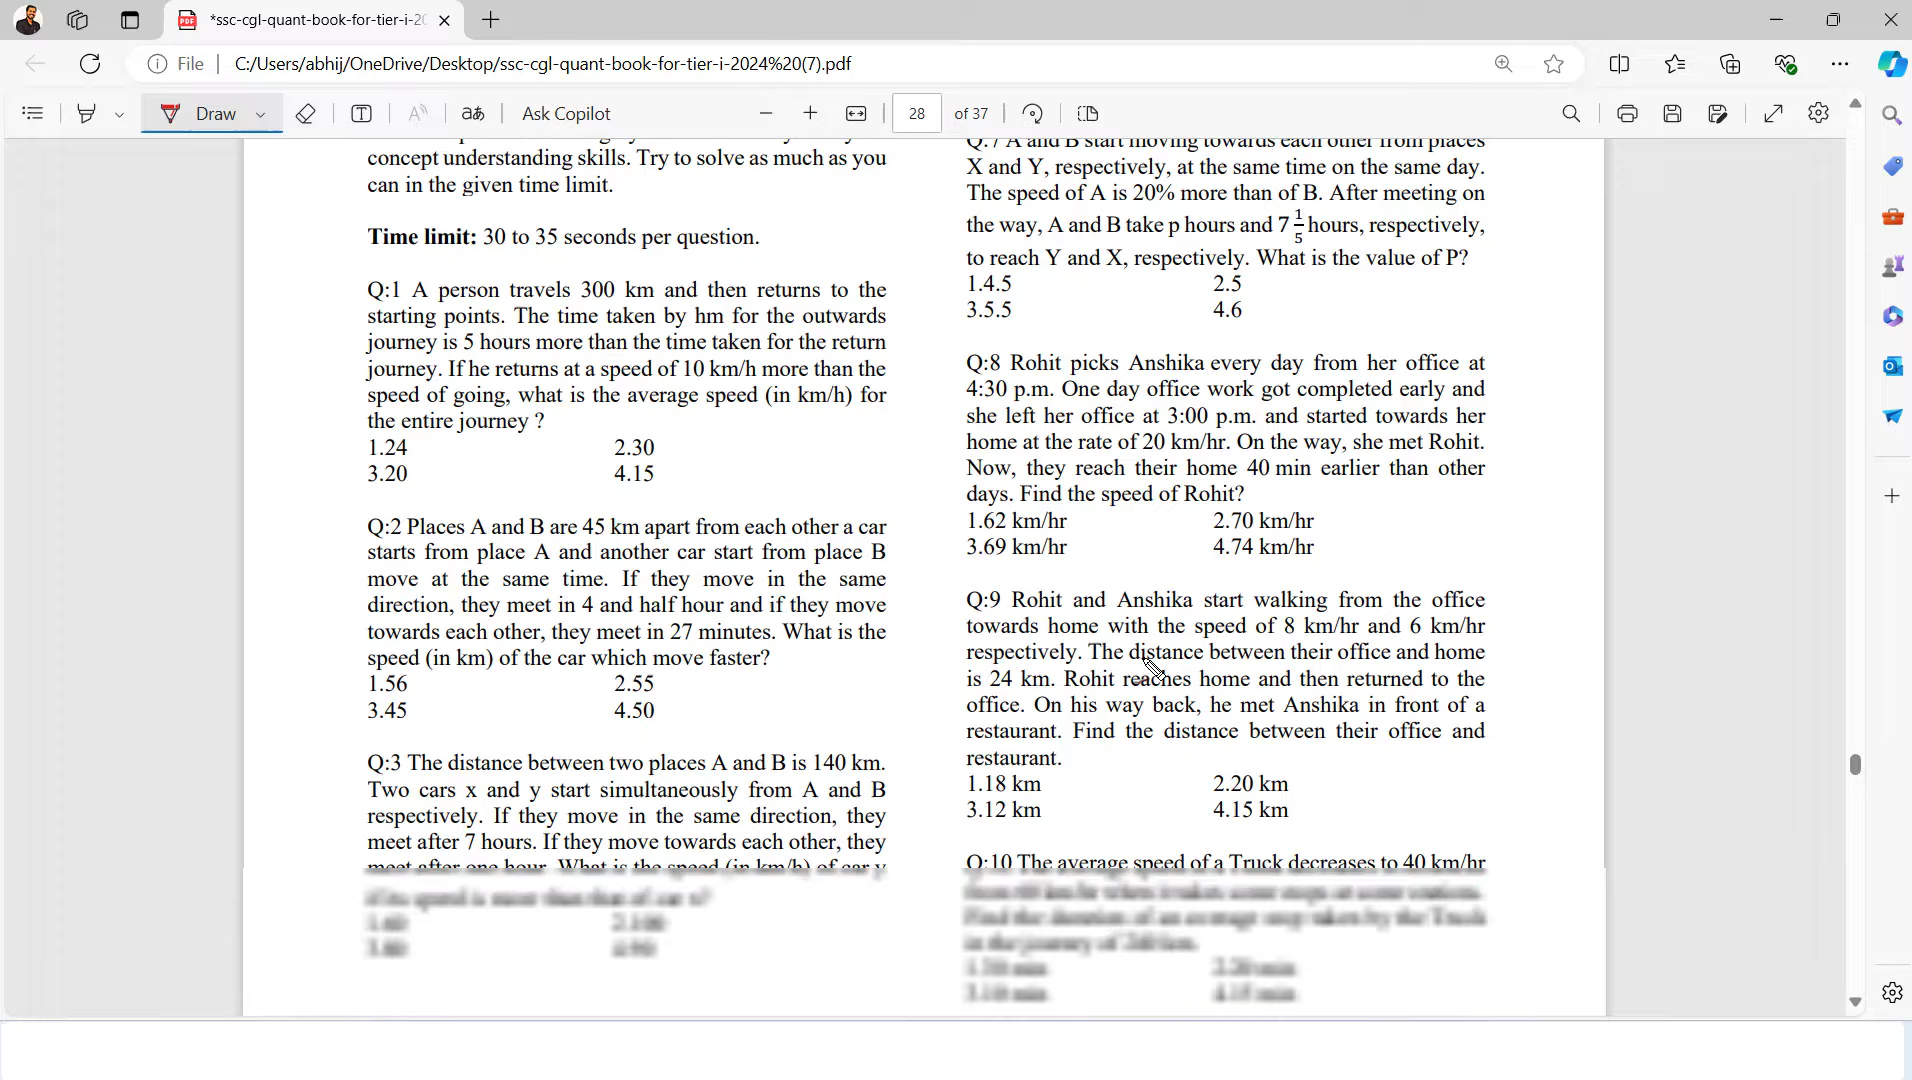 *ssc-cgl-quant-book-for-tier-i-20
File
C:/Users/abhij/OneDrive/Desktop/ssc-cgl-quant-book-for-tier-i-2024%20(7).pdf
Draw
Ask Copilot
28 of 37
concept understanding skills. Try to solve as much as you
can in the given time limit.
Time limit: 30 to 35 seconds per question.
Q:1 A person travels 300 km and then returns to the
starting points. The time taken by hm for the outwards
journey is 5 hours more than the time taken for the return
journey. If he returns at a speed of 10 km/h more than the
speed of going, what is the average speed (in km/h) for
the entire journey ?
1.24 2.30
3.20 4.15
Q:2 Places A and B are 45 km apart from each other a car
starts from place A and another car start from place B
move at the same time. If they move in the same
direction, they meet in 4 and half hour and if they move
towards each other, they meet in 27 minutes. What is the
speed (in km) of the car which move faster?
1.56 2.55
3.45 4.50
Q:3 The distance between two places A and B is 140 km.
Two cars x and y start simultaneously from A and B
respectively. If they move in the same direction, they
meet after 7 hours. If they move towards each other, they
meet after one hour. What is the speed (in km/h) of car y
Q:7 A and B start moving towards each other from places
X and Y, respectively, at the same time on the same day.
The speed of A is 20% more than of B. After meeting on
the way, A and B take p hours and 7 1/5 hours, respectively,
to reach Y and X, respectively. What is the value of P?
1.4.5 2.5
3.5.5 4.6
Q:8 Rohit picks Anshika every day from her office at
4:30 p.m. One day office work got completed early and
she left her office at 3:00 p.m. and started towards her
home at the rate of 20 km/hr. On the way, she met Rohit.
Now, they reach their home 40 min earlier than other
days. Find the speed of Rohit?
1.62 km/hr 2.70 km/hr
3.69 km/hr 4.74 km/hr
Q:9 Rohit and Anshika start walking from the office
towards home with the speed of 8 km/hr and 6 km/hr
respectively. The distance between their office and home
is 24 km. Rohit reaches home and then returned to the
office. On his way back, he met Anshika in front of a
restaurant. Find the distance between their office and
restaurant.
1.18 km 2.20 km
3.12 km 4.15 km
Q:10 The average speed of a Truck decreases to 40 km/hr